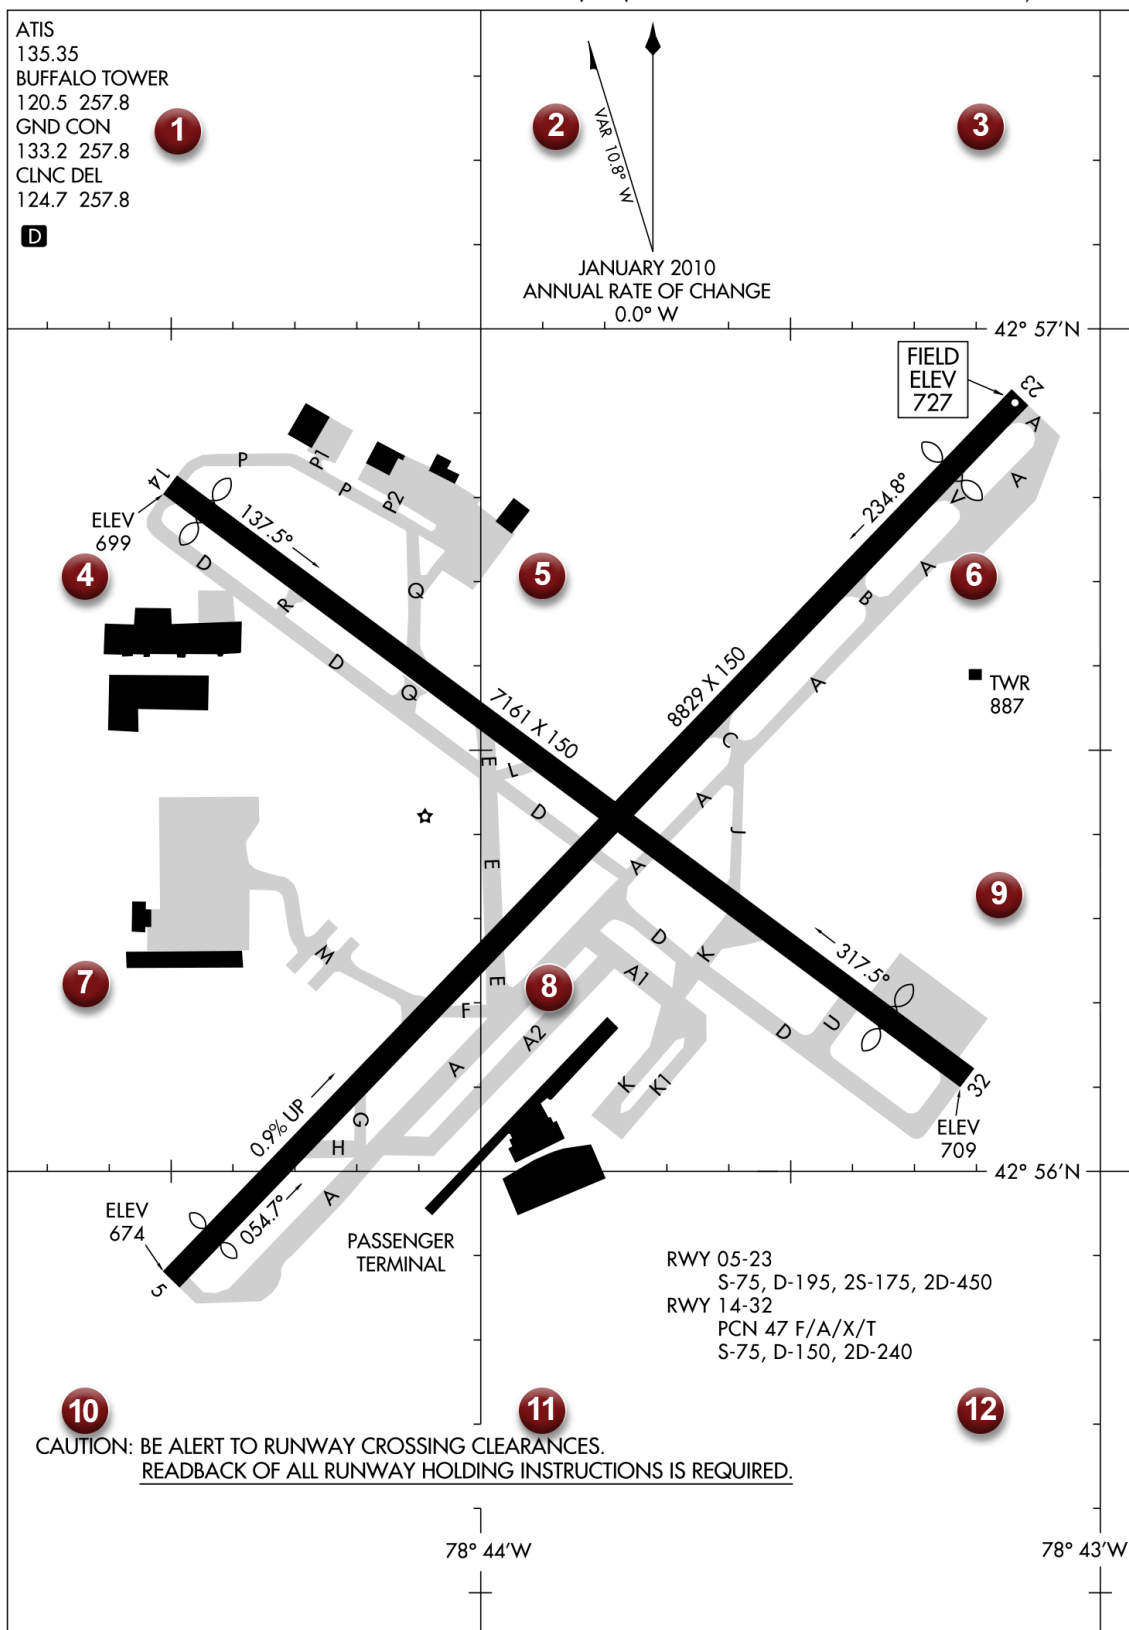 ATIS
135.35
BUFFALO TOWER
120.5 257.8
GND CON
133.2 257.8
CLNC DEL
124.7 257.8
D
1
2
3
VAR 10.8° W
JANUARY 2010
ANNUAL RATE OF CHANGE
0.0° W
42° 57'N
FIELD
ELEV
727
23
A
A
V
234.8°
14
P
P1
P
P2
ELEV
699
137.5°
D
R
Q
4
5
6
A
B
D
Q
A
TWR
887
7161 X 150
8829 X 150
C
E
L
D
A
J
E
A
9
D
K
317.5°
M
A1
7
8
E
F
A2
U
D
A
K
K1
32
0.9% UP
G
H
ELEV
709
42° 56'N
A
054.7°
ELEV
674
5
PASSENGER
TERMINAL
RWY 05-23
S-75, D-195, 2S-175, 2D-450
RWY 14-32
PCN 47 F/A/X/T
S-75, D-150, 2D-240
10
11
12
CAUTION: BE ALERT TO RUNWAY CROSSING CLEARANCES.
READBACK OF ALL RUNWAY HOLDING INSTRUCTIONS IS REQUIRED.
78° 44'W
78° 43'W